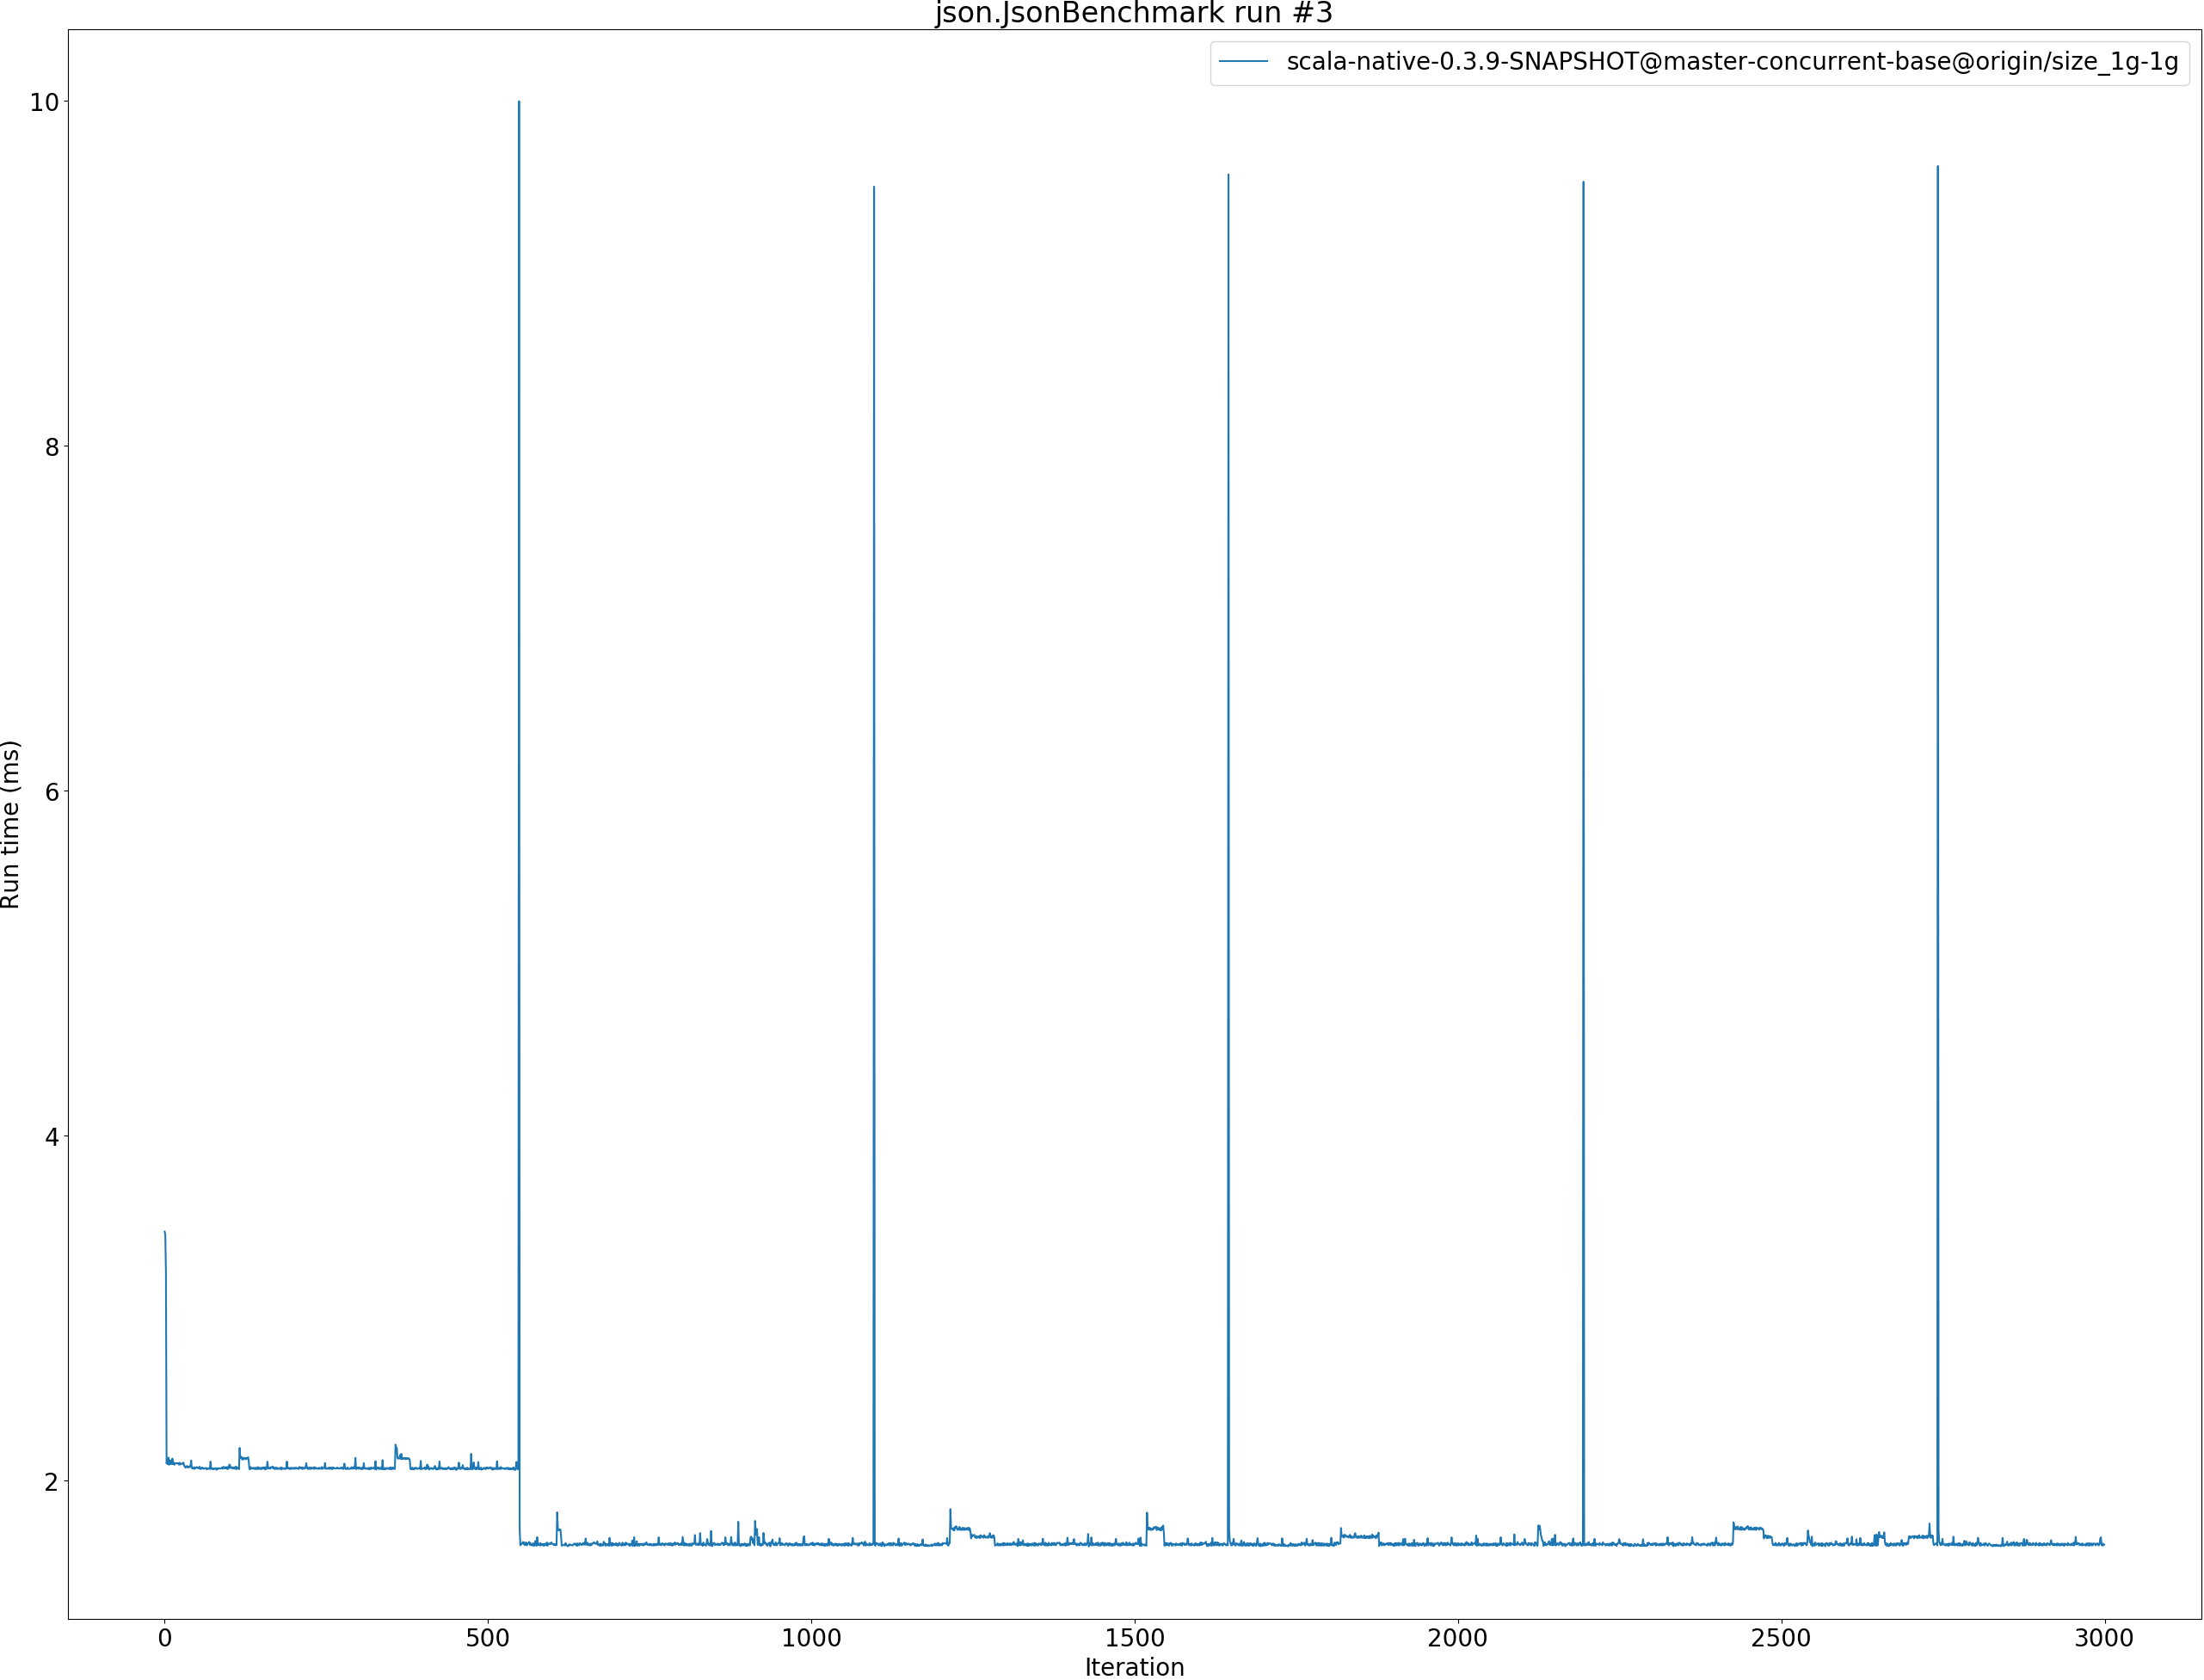 json.JsonBenchmark run #3
scala-native-0.3.9-SNAPSHOT@master-concurrent-base@origin/size_1g-1g
10
8
6
4
2
Run time (ms)
0 500 1000 1500 2000 2500 3000
Iteration